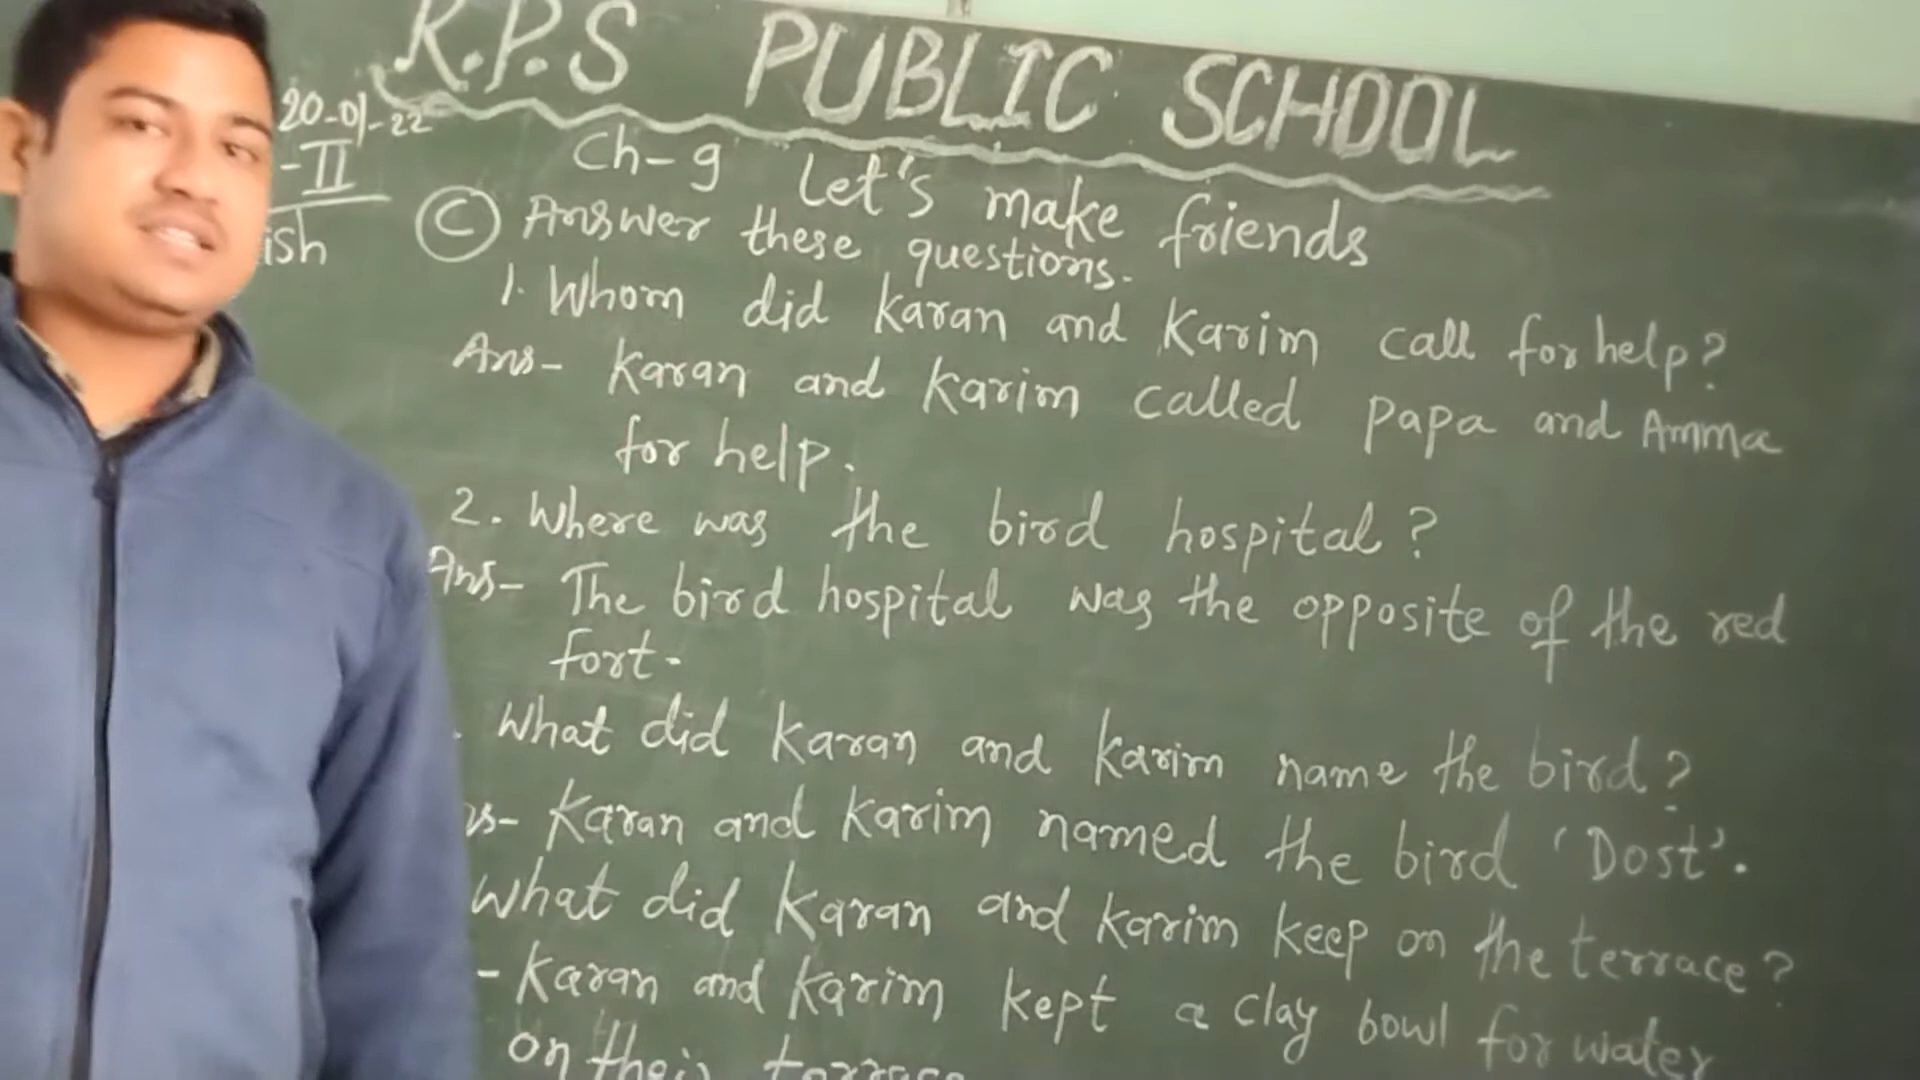 R.P.S PUBLIC SCHOOL
20-01-22
-II
ish
Ch-9 Let's make friends
C Answer these questions.
1. Whom did Karan and Karim call for help?
Ans- Karan and Karim called papa and Amma
for help.
2. Where was the bird hospital?
Ans- The bird hospital was the opposite of the red
fort-
. What did Karan and Karim name the bird?
ns- Karan and Karim named the bird 'Dost'.
What did Karan and Karim keep on the terrace?
- Karan and Karim kept a clay bowl for water
on their terrace